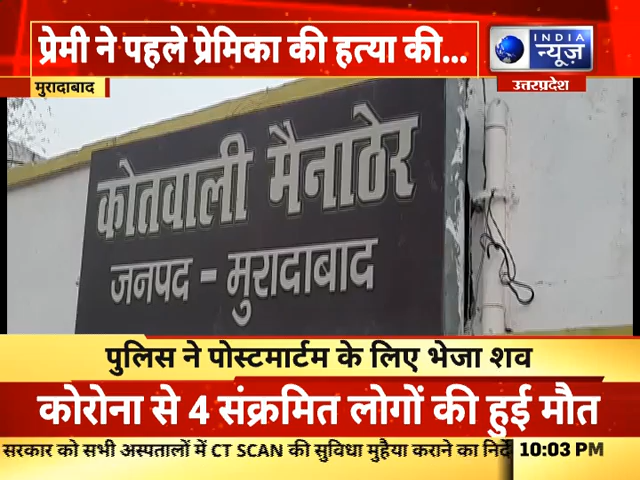 प्रेमी ने पहले प्रेमिका की हत्या की...
INDIA
न्यूज़
मुरादाबाद
उत्तरप्रदेश
कोतवाली मैनाठेर
जनपद - मुरादाबाद
पुलिस ने पोस्टमार्टम के लिए भेजा शव
कोरोना से 4 संक्रमित लोगों की हुई मौत
सरकार को सभी अस्पतालों में CT SCAN की सुविधा मुहैया कराने का निर्दे
10:03 PM